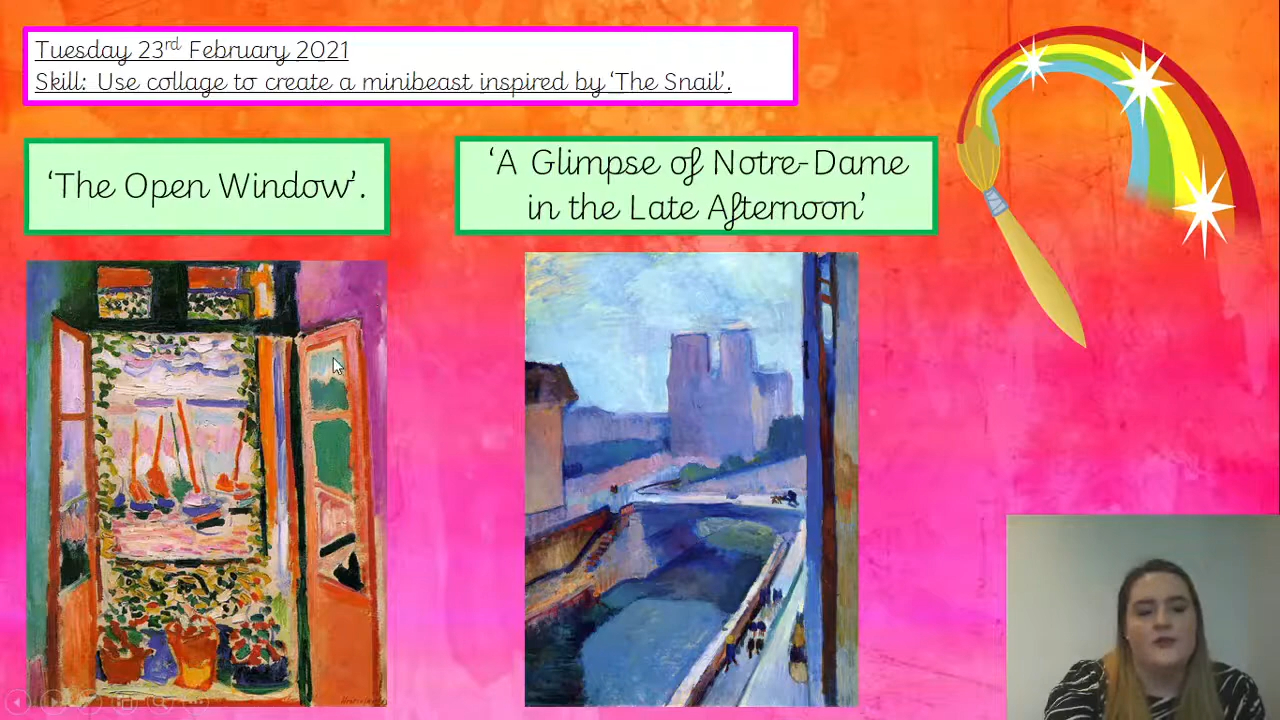 Tuesday 23rd February 2021
Skill: Use collage to create a minibeast inspired by ‘The Snail’.
‘The Open Window’.
‘A Glimpse of Notre-Dame
in the Late Afternoon’